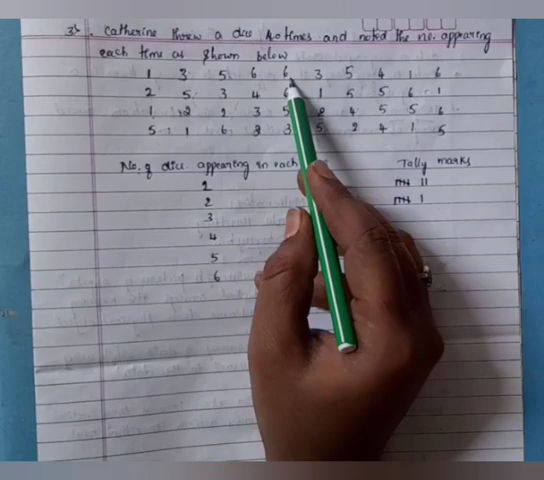 3) . Catherine threw a dice 40 times and noted the no. appearing
each time as shown below
1 3 5 6 6 3 5 4 1 6
2 5 3 4 6 1 5 5 6 1
1 2 2 3 5 2 4 5 5 6
5 1 6 3 3 5 2 4 1 5
No. of dice appearing in each Tally marks
2 |||| ||
2 |||| |
3
4
5
6